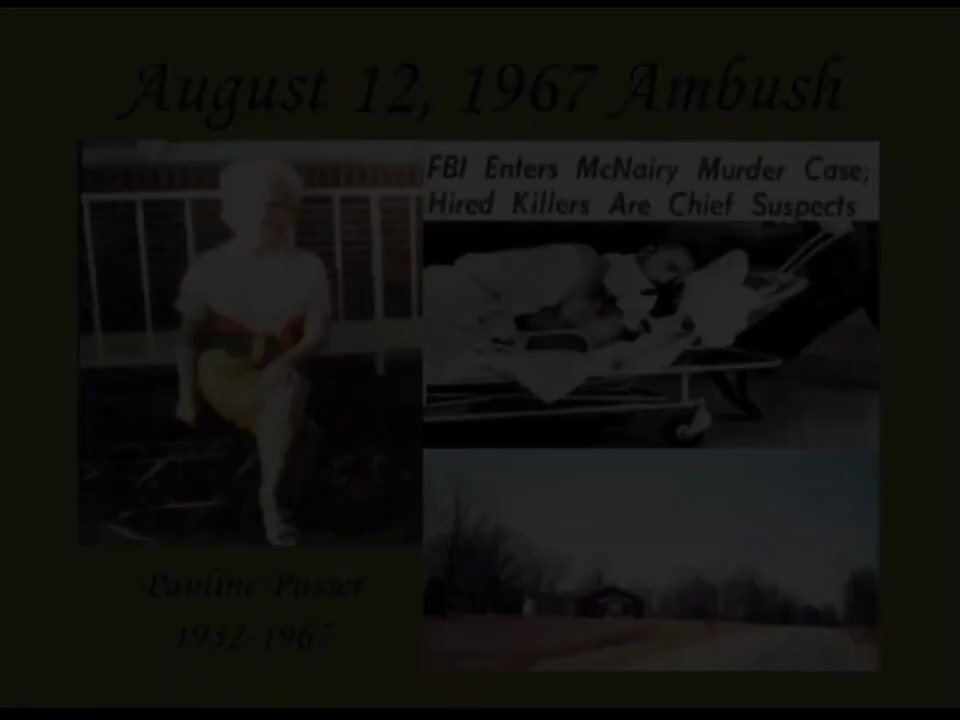 August 12, 1967 Ambush
FBI Enters McNairy Murder Case;
Hired Killers Are Chief Suspects
Pauline Pusser
1932-1967